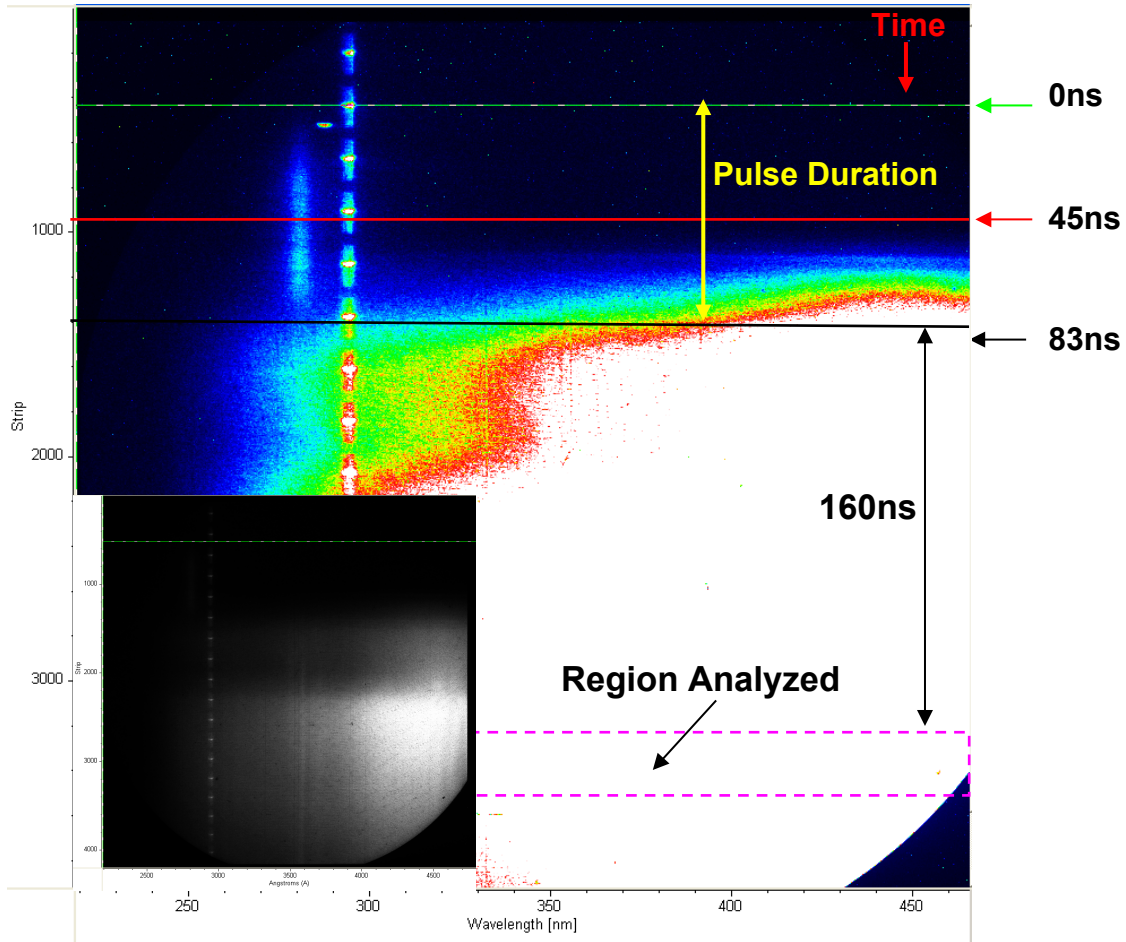 Time
0ns
Pulse Duration
45ns
1000
83ns
Strip
2000
160ns
1000
Strip
2000
3000
4000
2500
3000
3500
4000
4500
Angstroms (A)
Region Analyzed
3000
250
300
350
400
450
Wavelength [nm]